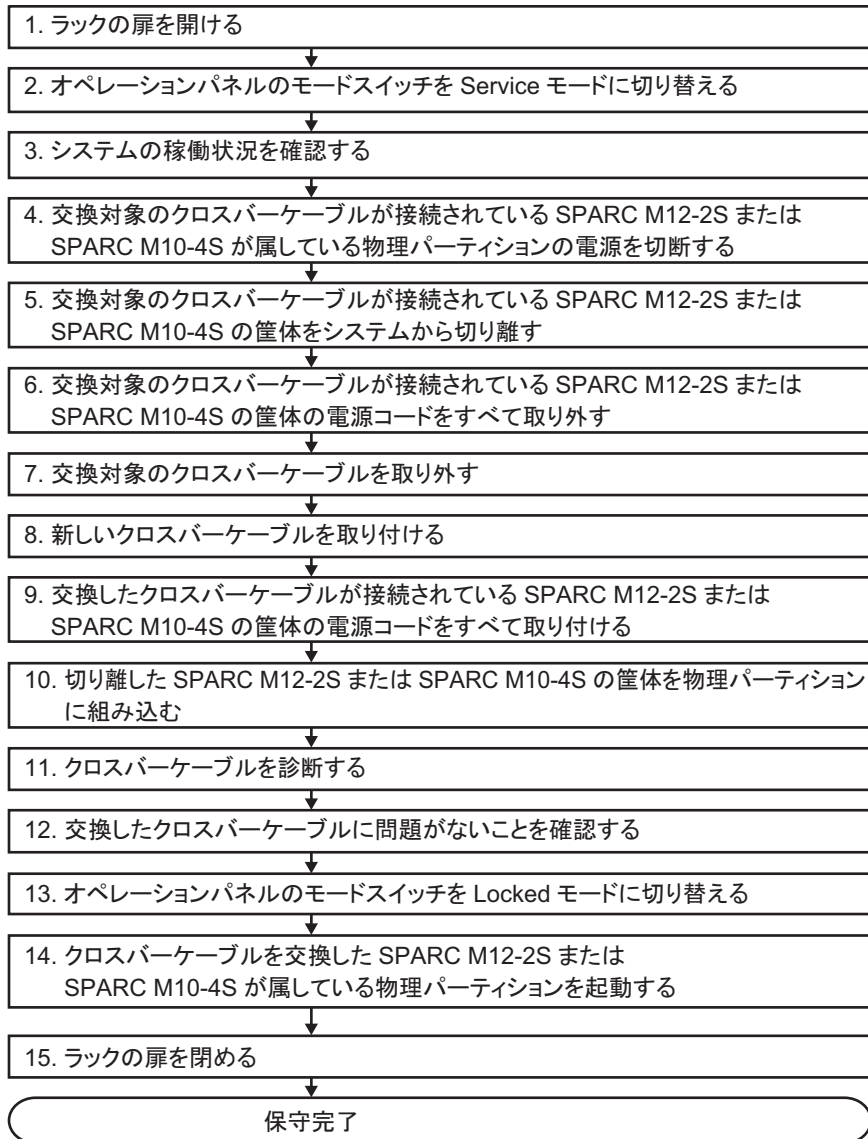 1. ラックの扉を開ける
2. オペレーションパネルのモードスイッチを Service モードに切り替える
3. システムの稼働状況を確認する
4. 交換対象のクロスバーケーブルが接続されている SPARC M12-2S または
SPARC M10-4S が属している物理パーティションの電源を切断する
5. 交換対象のクロスバーケーブルが接続されている SPARC M12-2S または
SPARC M10-4S の筐体をシステムから切り離す
6. 交換対象のクロスバーケーブルが接続されている SPARC M12-2S または
SPARC M10-4S の筐体の電源コードをすべて取り外す
7. 交換対象のクロスバーケーブルを取り外す
8. 新しいクロスバーケーブルを取り付ける
9. 交換したクロスバーケーブルが接続されている SPARC M12-2S または
SPARC M10-4S の筐体の電源コードをすべて取り付ける
10. 切り離した SPARC M12-2S または SPARC M10-4S の筐体を物理パーティション
に組み込む
11. クロスバーケーブルを診断する
12. 交換したクロスバーケーブルに問題がないことを確認する
13. オペレーションパネルのモードスイッチを Locked モードに切り替える
14. クロスバーケーブルを交換した SPARC M12-2S または
SPARC M10-4S が属している物理パーティションを起動する
15. ラックの扉を閉める
保守完了